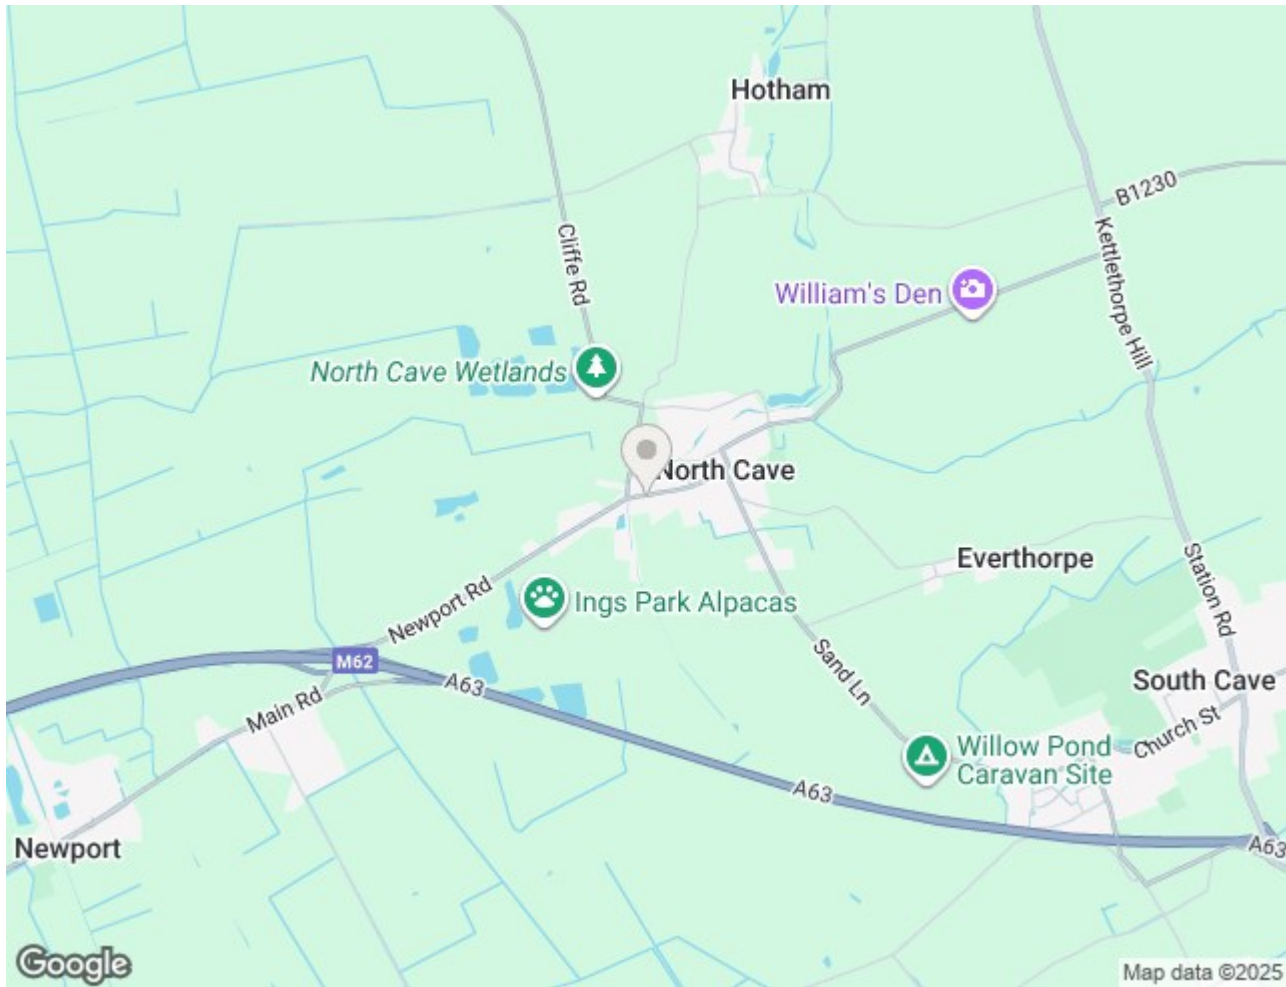 Hotham
B1230
Cliffe Rd
Kettlethorpe Hill
William's Den
North Cave Wetlands
North Cave
Everthorpe
Station Rd
Newport Rd
Ings Park Alpacas
Sand Ln
M62
A63
South Cave
Main Rd
Church St
Willow Pond
Caravan Site
A63
Newport
A63
Google
Map data ©2025